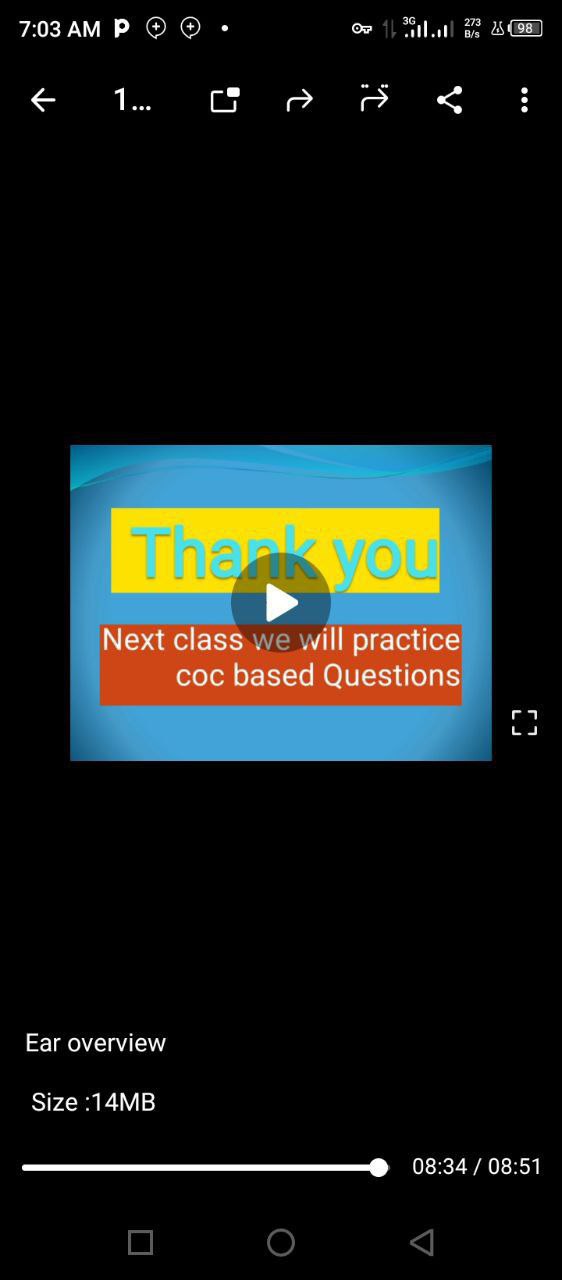 7:03 AM
3G
273
B/s
98
1...
Thank you
Next class we will practice
coc based Questions
Ear overview
Size :14MB
08:34 / 08:51